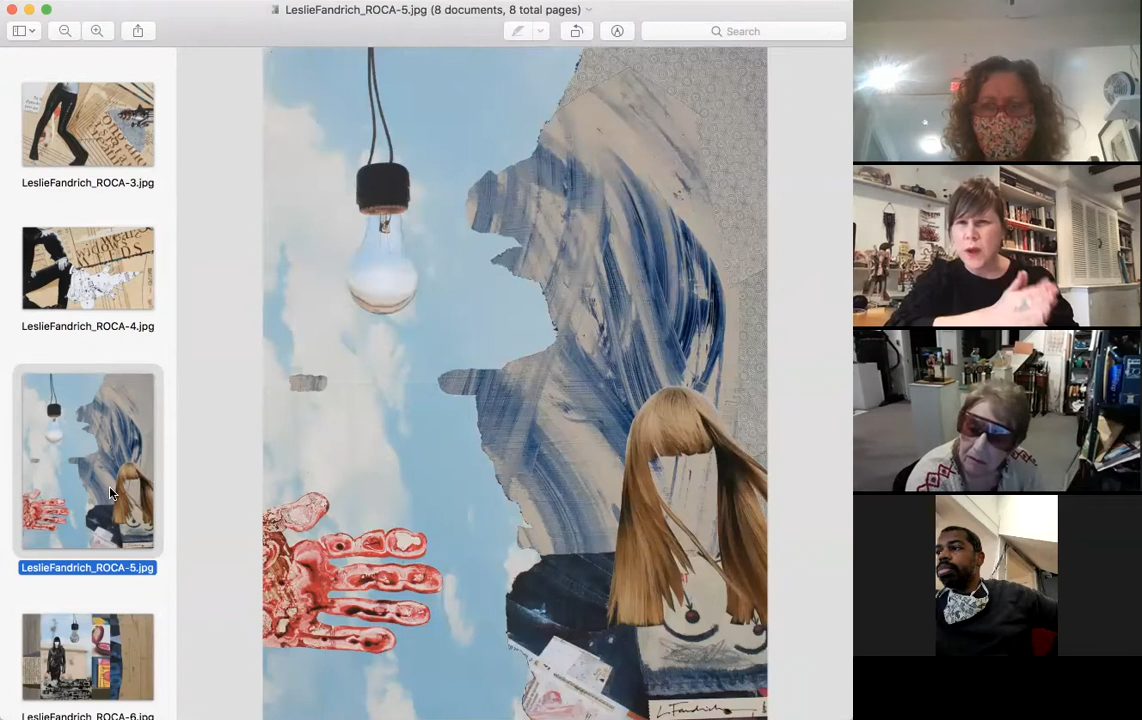 LeslieFandrich_ROCA-5.jpg (8 documents, 8 total pages)
Search
LeslieFandrich_ROCA-3.jpg
LeslieFandrich_ROCA-4.jpg
LeslieFandrich_ROCA-5.jpg
LeslieFandrich_ROCA-6.jpg
L. Fandrich